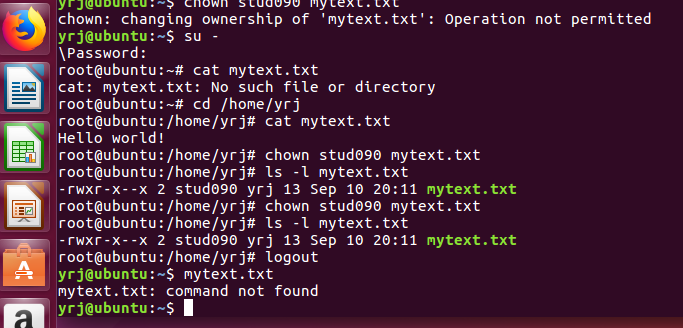 yrj@ubuntu:~$ chown stud090 mytext.txt
chown: changing ownership of 'mytext.txt': Operation not permitted
yrj@ubuntu:~$ su -
\Password:
root@ubuntu:~# cat mytext.txt
cat: mytext.txt: No such file or directory
root@ubuntu:~# cd /home/yrj
root@ubuntu:/home/yrj# cat mytext.txt
Hello world!
root@ubuntu:/home/yrj# chown stud090 mytext.txt
root@ubuntu:/home/yrj# ls -l mytext.txt
-rwxr-x--x 2 stud090 yrj 13 Sep 10 20:11 mytext.txt
root@ubuntu:/home/yrj# chown stud090 mytext.txt
root@ubuntu:/home/yrj# ls -l mytext.txt
-rwxr-x--x 2 stud090 yrj 13 Sep 10 20:11 mytext.txt
root@ubuntu:/home/yrj# logout
yrj@ubuntu:~$ mytext.txt
mytext.txt: command not found
yrj@ubuntu:~$
a